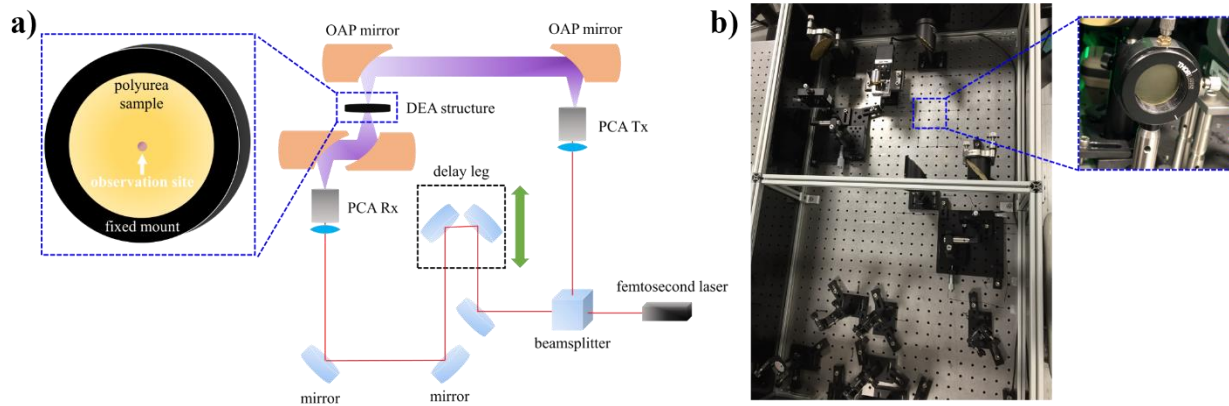 a)
polyurea
sample
observation site
fixed mount
OAP mirror
OAP mirror
DEA structure
PCA Tx
PCA Rx
delay leg
femtosecond laser
beamsplitter
mirror
mirror
b)